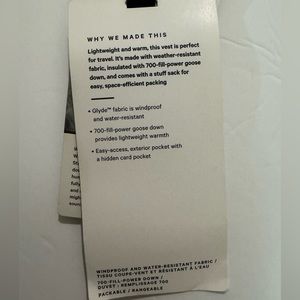 WHY WE MADE THIS
Lightweight and warm, this vest is perfect
for travel. It's made with weather-resistant
fabric, insulated with 700-fill-power goose
down, and comes with a stuff sack for
easy, space-efficient packing
• Glyde™ fabric is windproof
and water-resistant
• 700-fill-power goose down
provides lightweight warmth
• Easy-access, exterior pocket with
a hidden card pocket
WINDPROOF AND WATER-RESISTANT FABRIC /
TISSU COUPE-VENT ET RÉSISTANT À L'EAU
700-FILL-POWER DOWN /
DUVET - REMPLISSAGE 700
PACKABLE / RANGEABLE